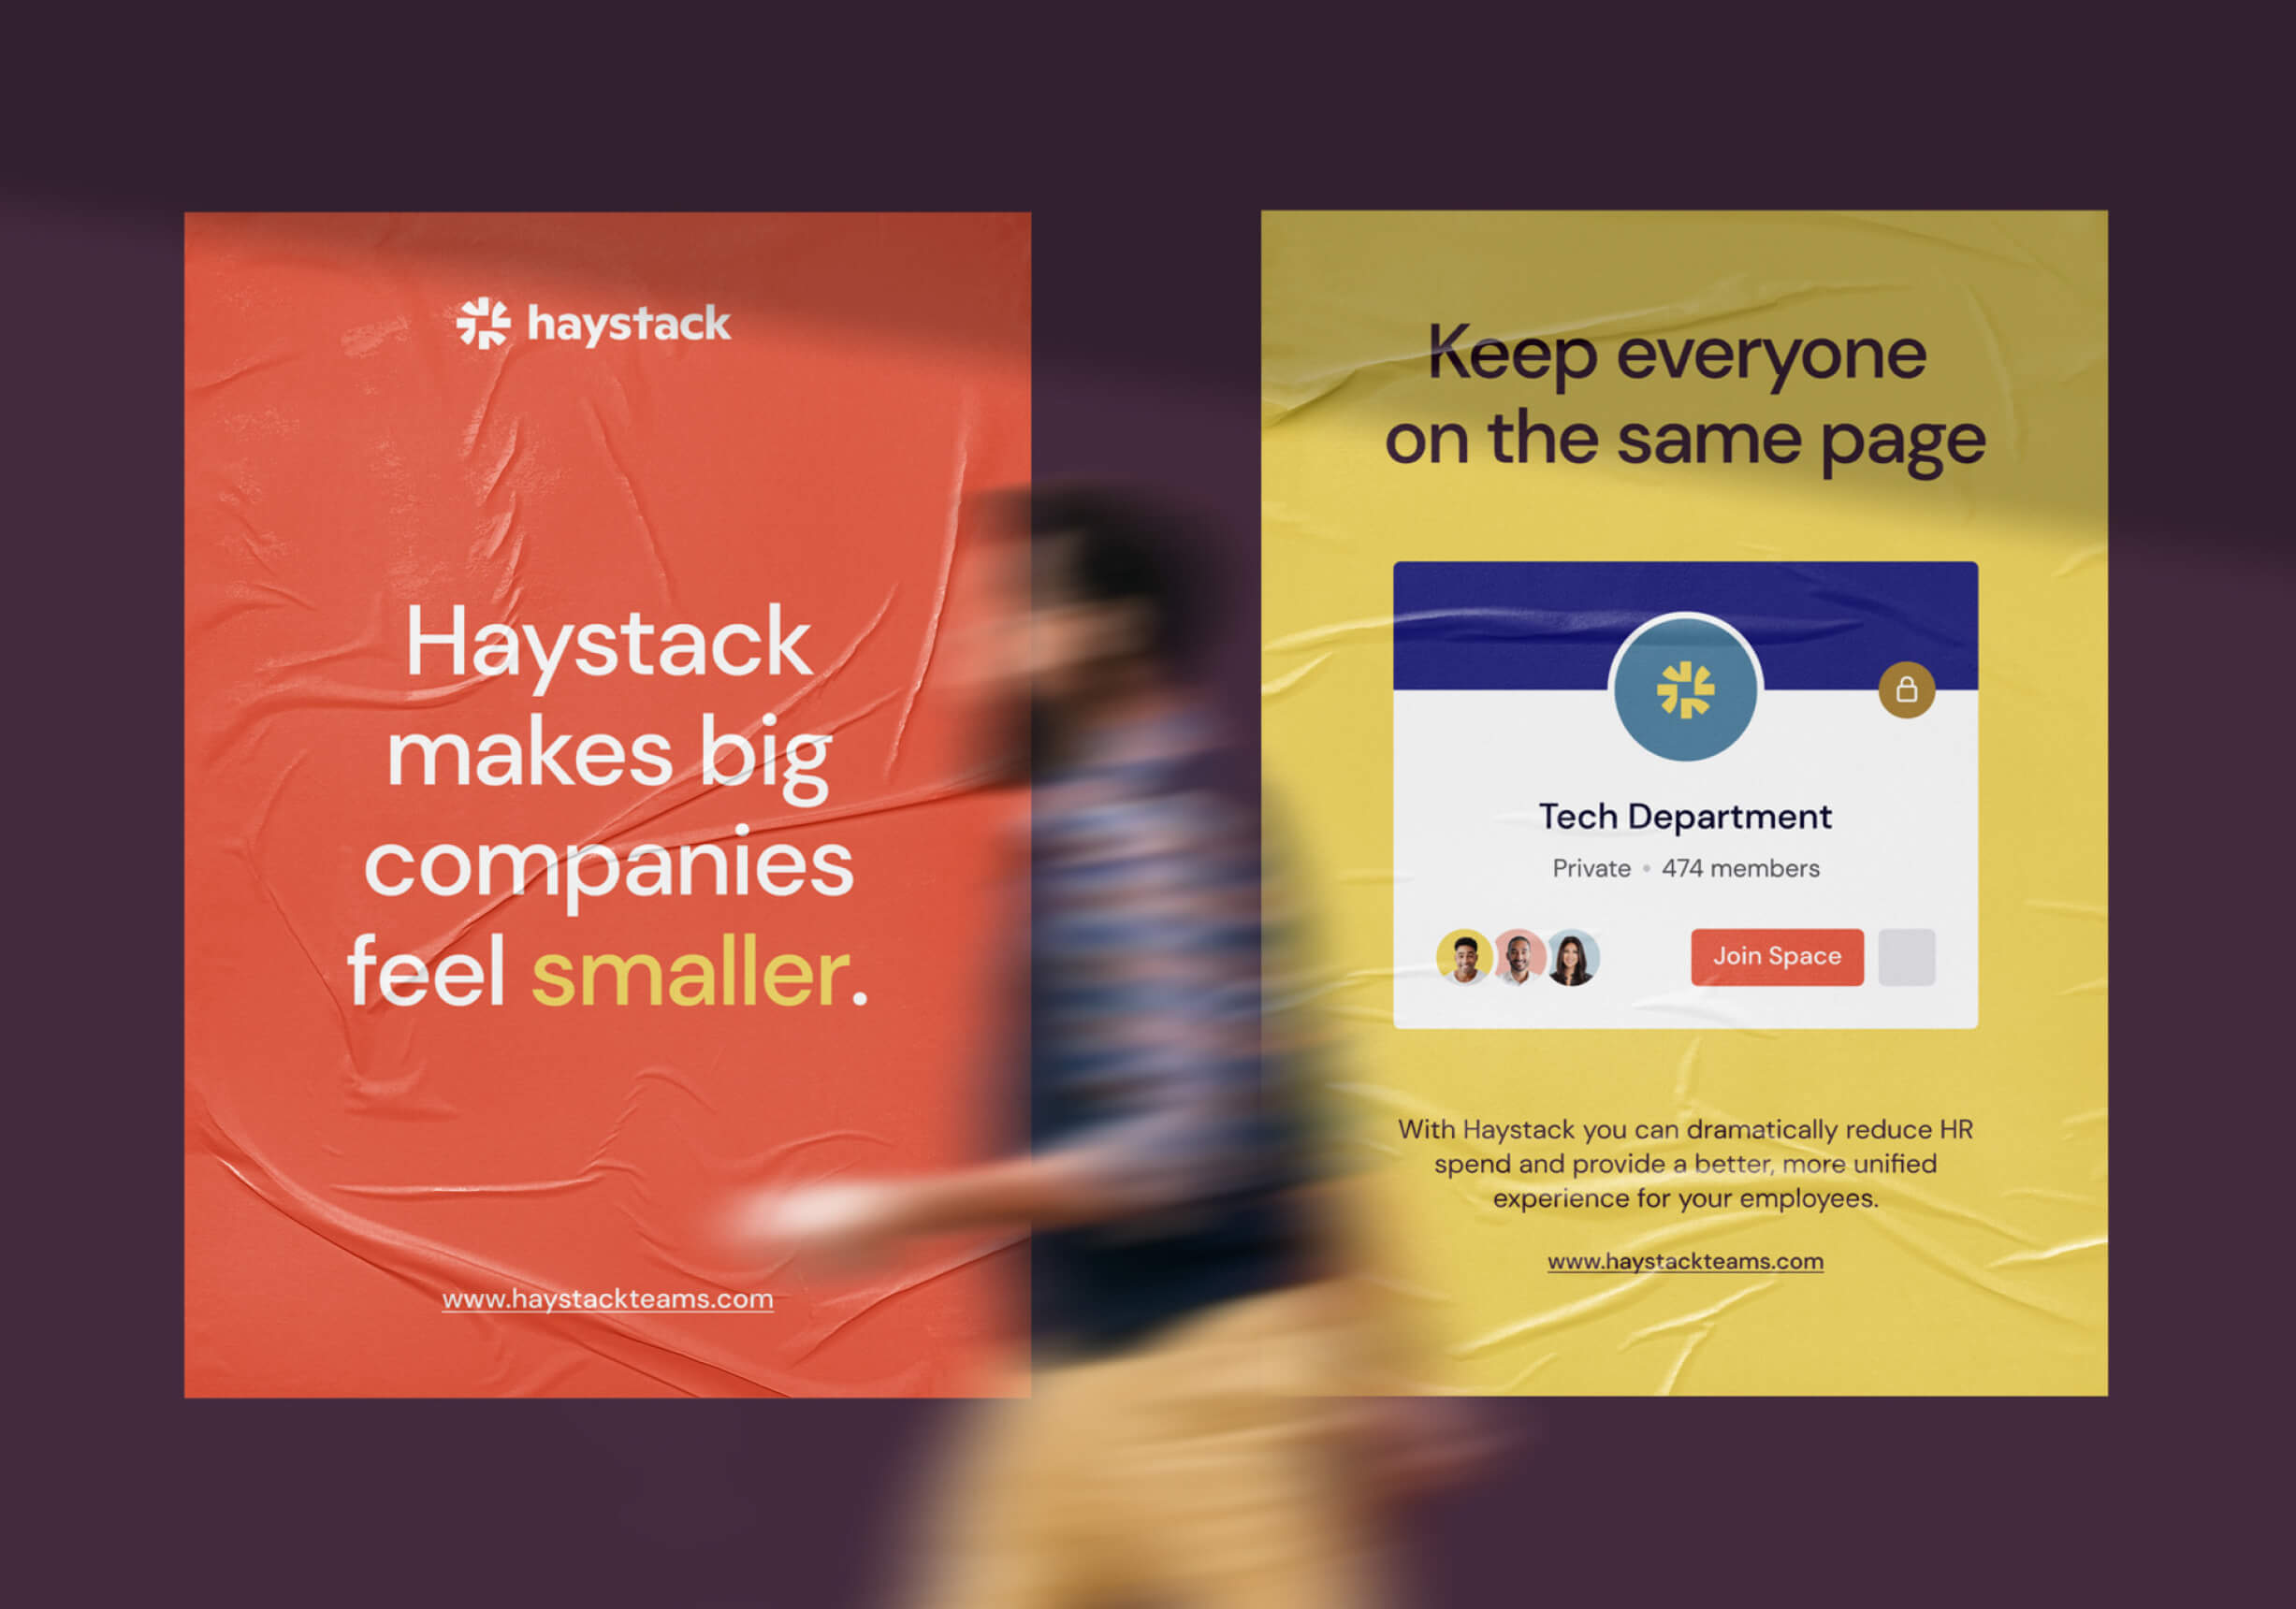 haystack
Haystack
makes big
companies
feel smaller.
www.haystackteams.com
Keep everyone
on the same page
Tech Department
Private • 474 members
Join Space
With Haystack you can dramatically reduce HR
spend and provide a better, more unified
experience for your employees.
www.haystackteams.com